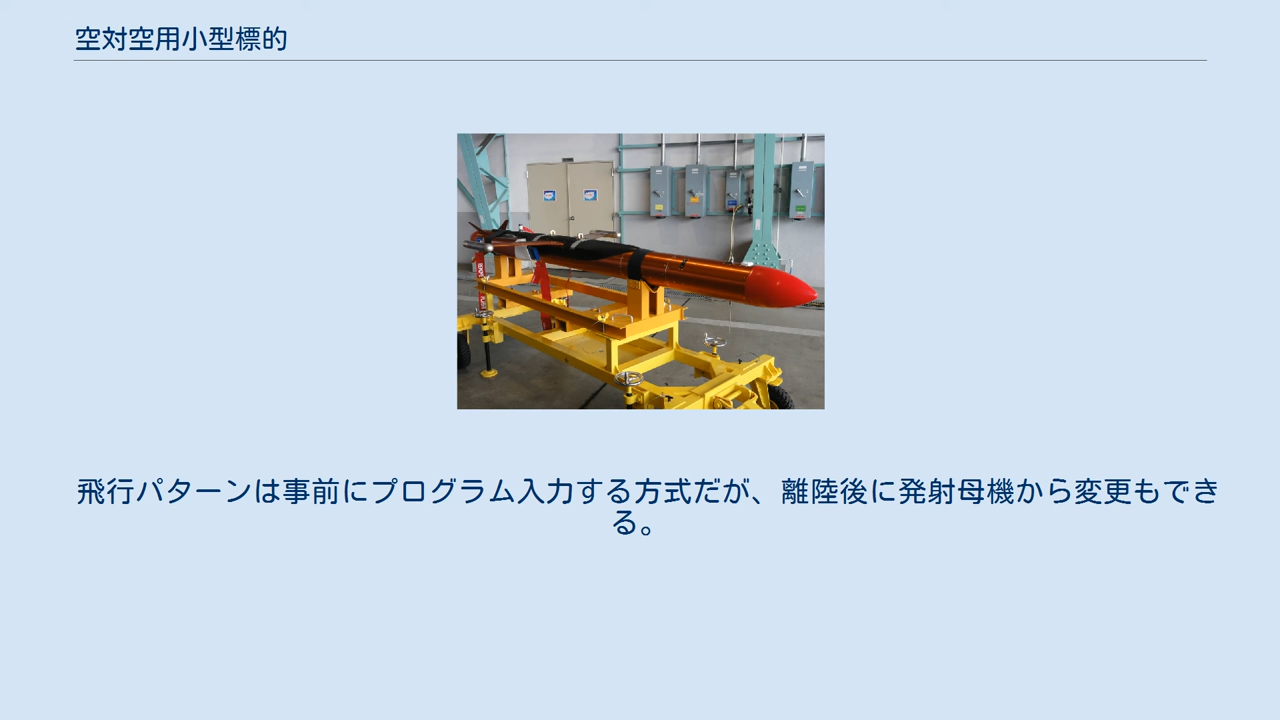 空対空用小型標的
飛行パターンは事前にプログラム入力する方式だが、離陸後に発射母機から変更もでき
る。